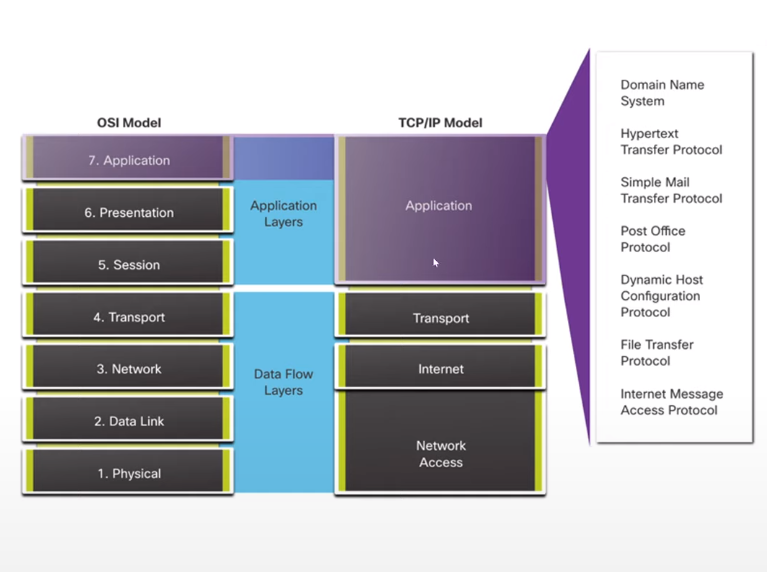 OSI Model
7. Application
6. Presentation
5. Session
4. Transport
3. Network
2. Data Link
1. Physical
Application
Layers
Data Flow
Layers
TCP/IP Model
Application
Transport
Internet
Network
Access
Domain Name
System
Hypertext
Transfer Protocol
Simple Mail
Transfer Protocol
Post Office
Protocol
Dynamic Host
Configuration
Protocol
File Transfer
Protocol
Internet Message
Access Protocol